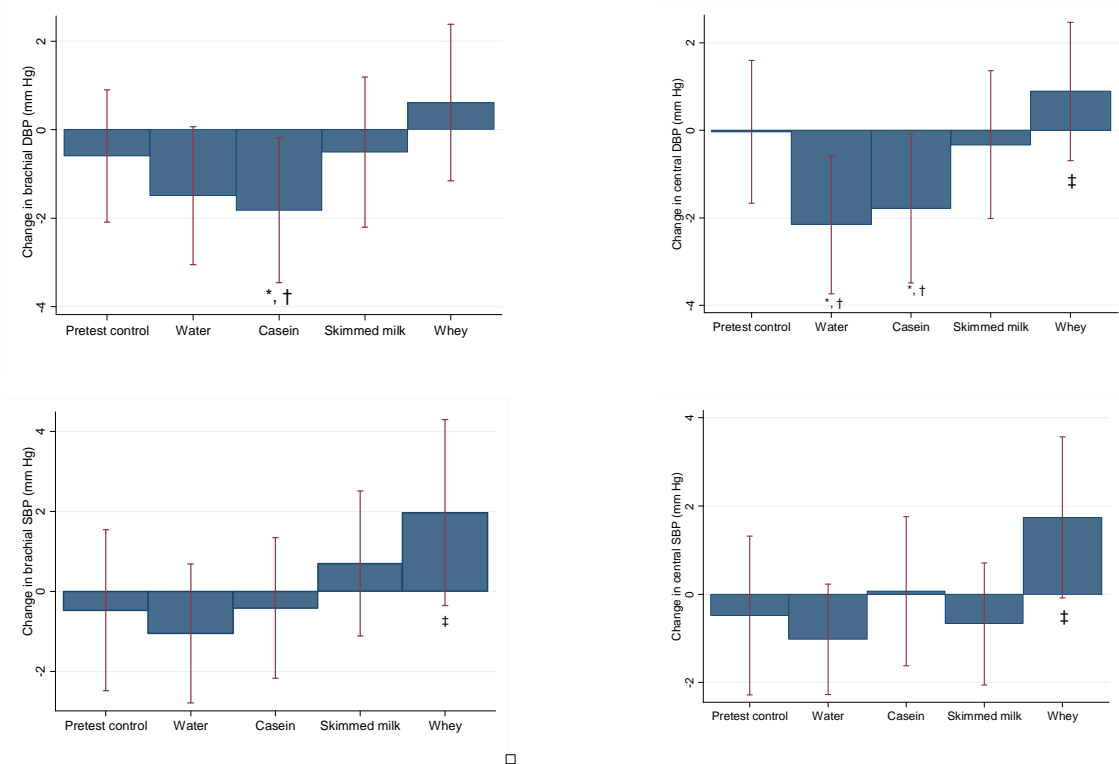 Change in brachial DBP (mm Hg)
2
0
-2
-4
*, †
Pretest control Water Casein Skimmed milk Whey
Change in central DBP (mm Hg)
2
0
-2
-4
‡
*, † *, †
Pretest control Water Casein Skimmed milk Whey
Change in brachial SBP (mm Hg)
4
2
0
-2
‡
Pretest control Water Casein Skimmed milk Whey
Change in central SBP (mm Hg)
4
2
0
-2
‡
Pretest control Water Casein Skimmed milk Whey